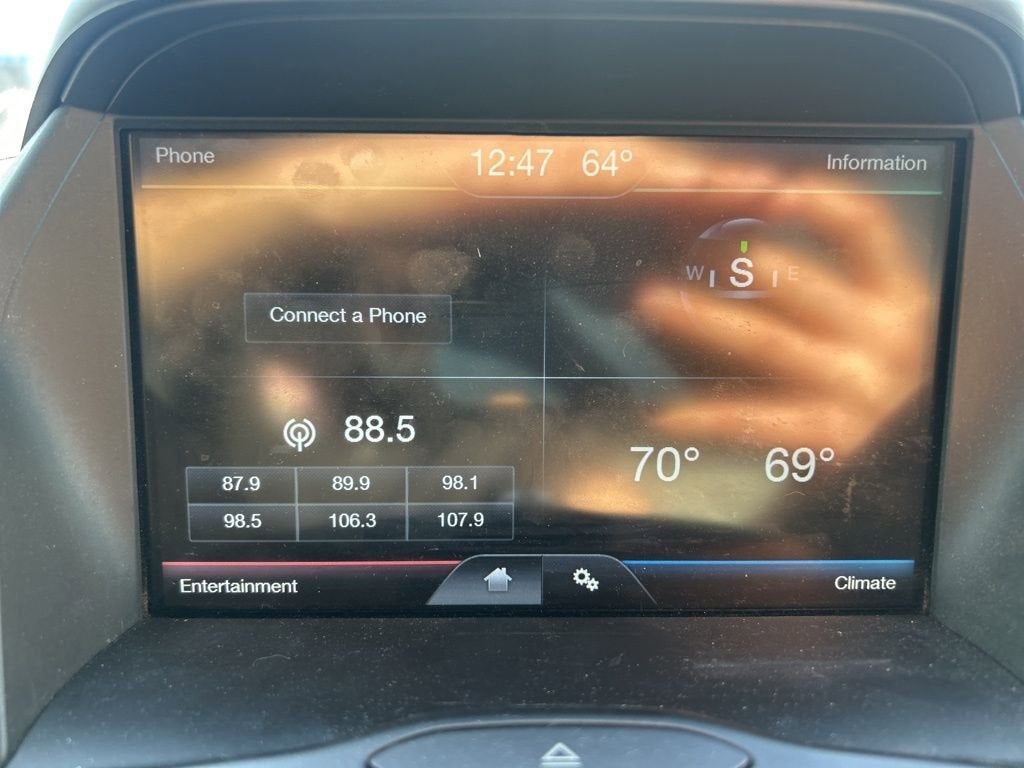 Phone 12:47 64° Information
W S E
Connect a Phone
88.5
87.9 89.9 98.1
98.5 106.3 107.9
70° 69°
Entertainment Climate